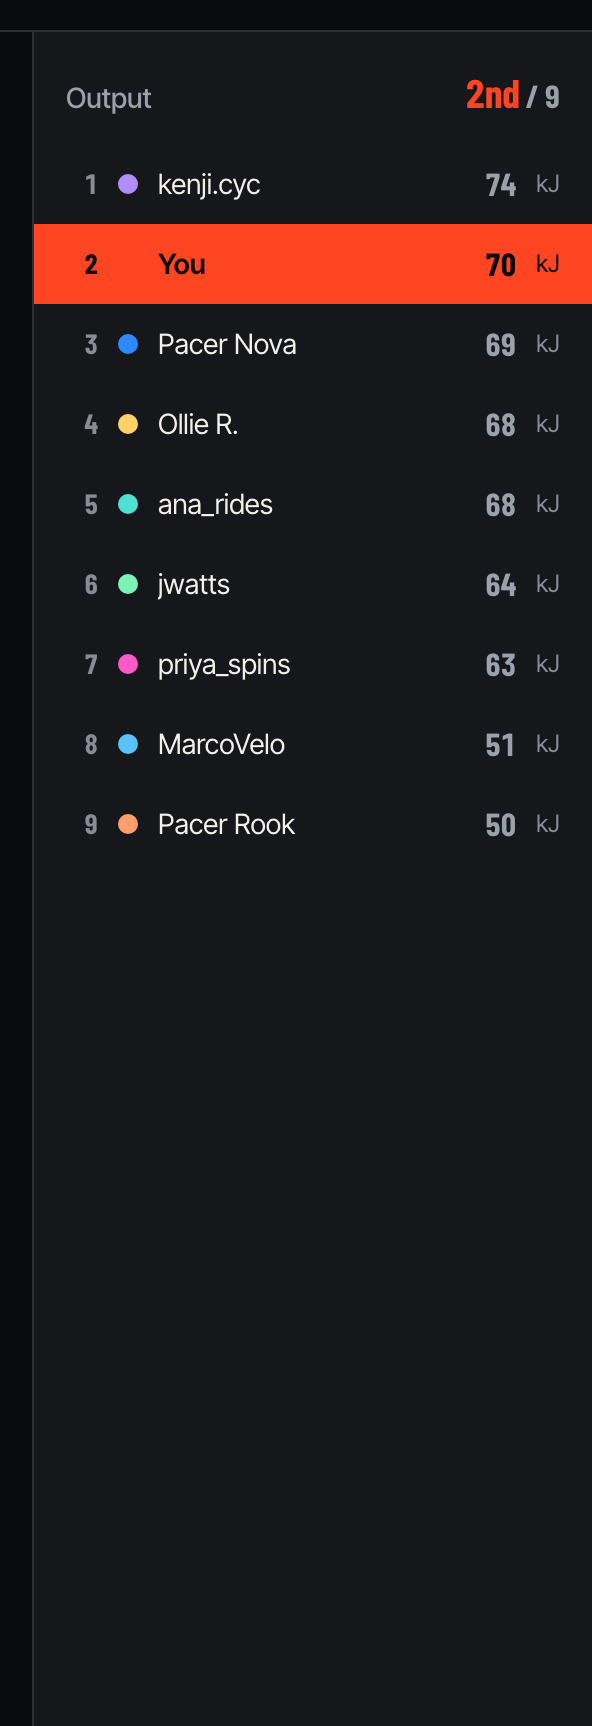 Output 2nd / 9
1 kenji.cyc 74 kJ
2 You 70 kJ
3 Pacer Nova 69 kJ
4 Ollie R. 68 kJ
5 ana_rides 68 kJ
6 jwatts 64 kJ
7 priya_spins 63 kJ
8 MarcoVelo 51 kJ
9 Pacer Rook 50 kJ